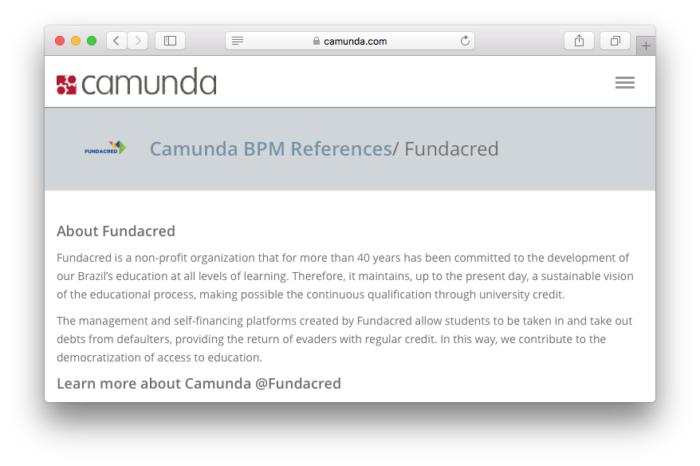 camunda.com
camunda
FUNDACRED
Camunda BPM References/ Fundacred
About Fundacred
Fundacred is a non-profit organization that for more than 40 years has been committed to the development of
our Brazil's education at all levels of learning. Therefore, it maintains, up to the present day, a sustainable vision
of the educational process, making possible the continuous qualification through university credit.
The management and self-financing platforms created by Fundacred allow students to be taken in and take out
debts from defaulters, providing the return of evaders with regular credit. In this way, we contribute to the
democratization of access to education.
Learn more about Camunda @Fundacred